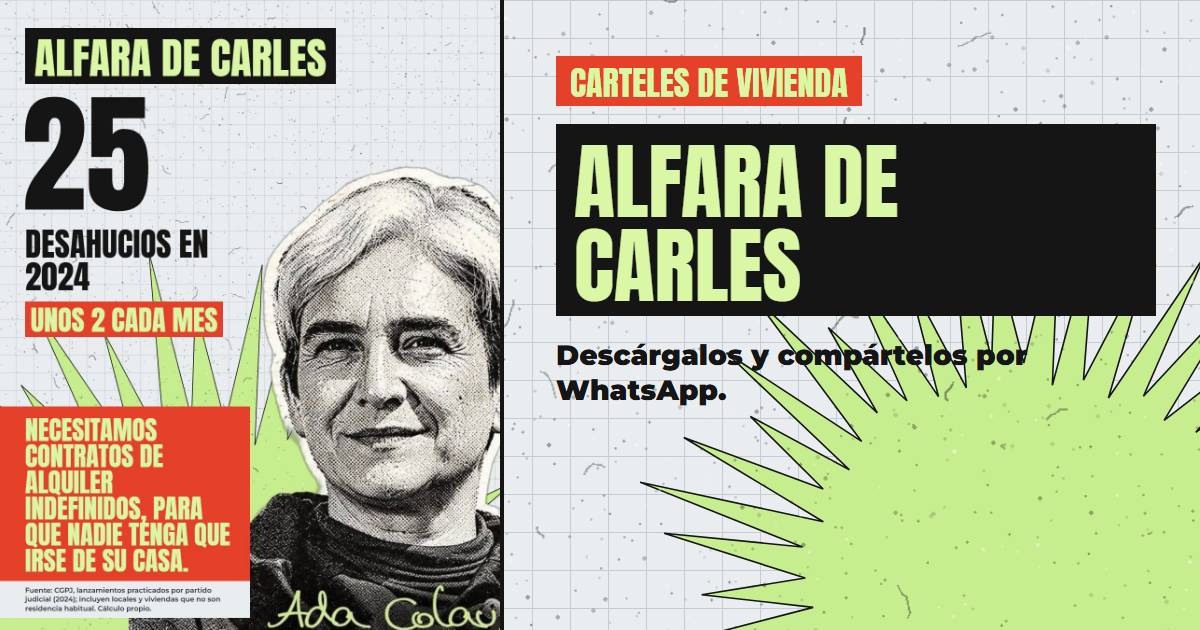 ALFARA DE CARLES
25
DESAHUCIOS EN
2024
UNOS 2 CADA MES
NECESITAMOS
CONTRATOS DE
ALQUILER
INDEFINIDOS, PARA
QUE NADIE TENGA QUE
IRSE DE SU CASA.
Fuente: CGPJ, lanzamientos practicados por partido
judicial (2024); incluyen locales y viviendas que no son
residencia habitual. Cálculo propio.
Ada Colau
CARTELES DE VIVIENDA
ALFARA DE
CARLES
Descárgalos y compártelos por
WhatsApp.